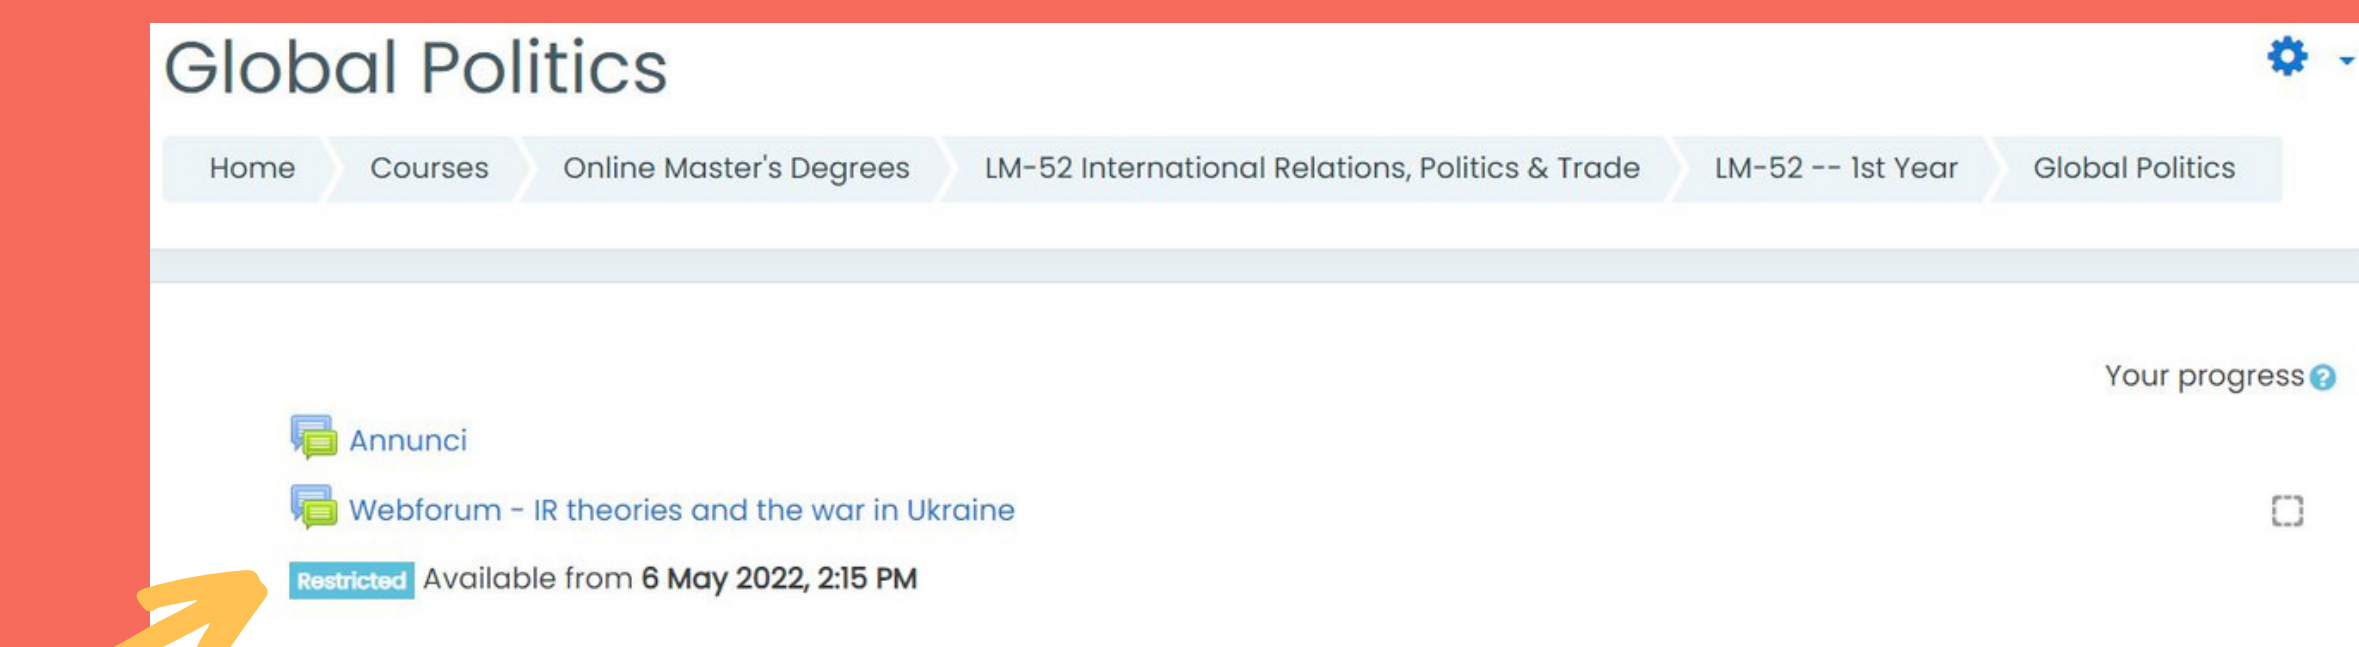 Global Politics
Home Courses Online Master's Degrees LM-52 International Relations, Politics & Trade LM-52 -- 1st Year Global Politics
Your progress
Annunci
Webforum - IR theories and the war in Ukraine
Restricted Available from 6 May 2022, 2:15 PM